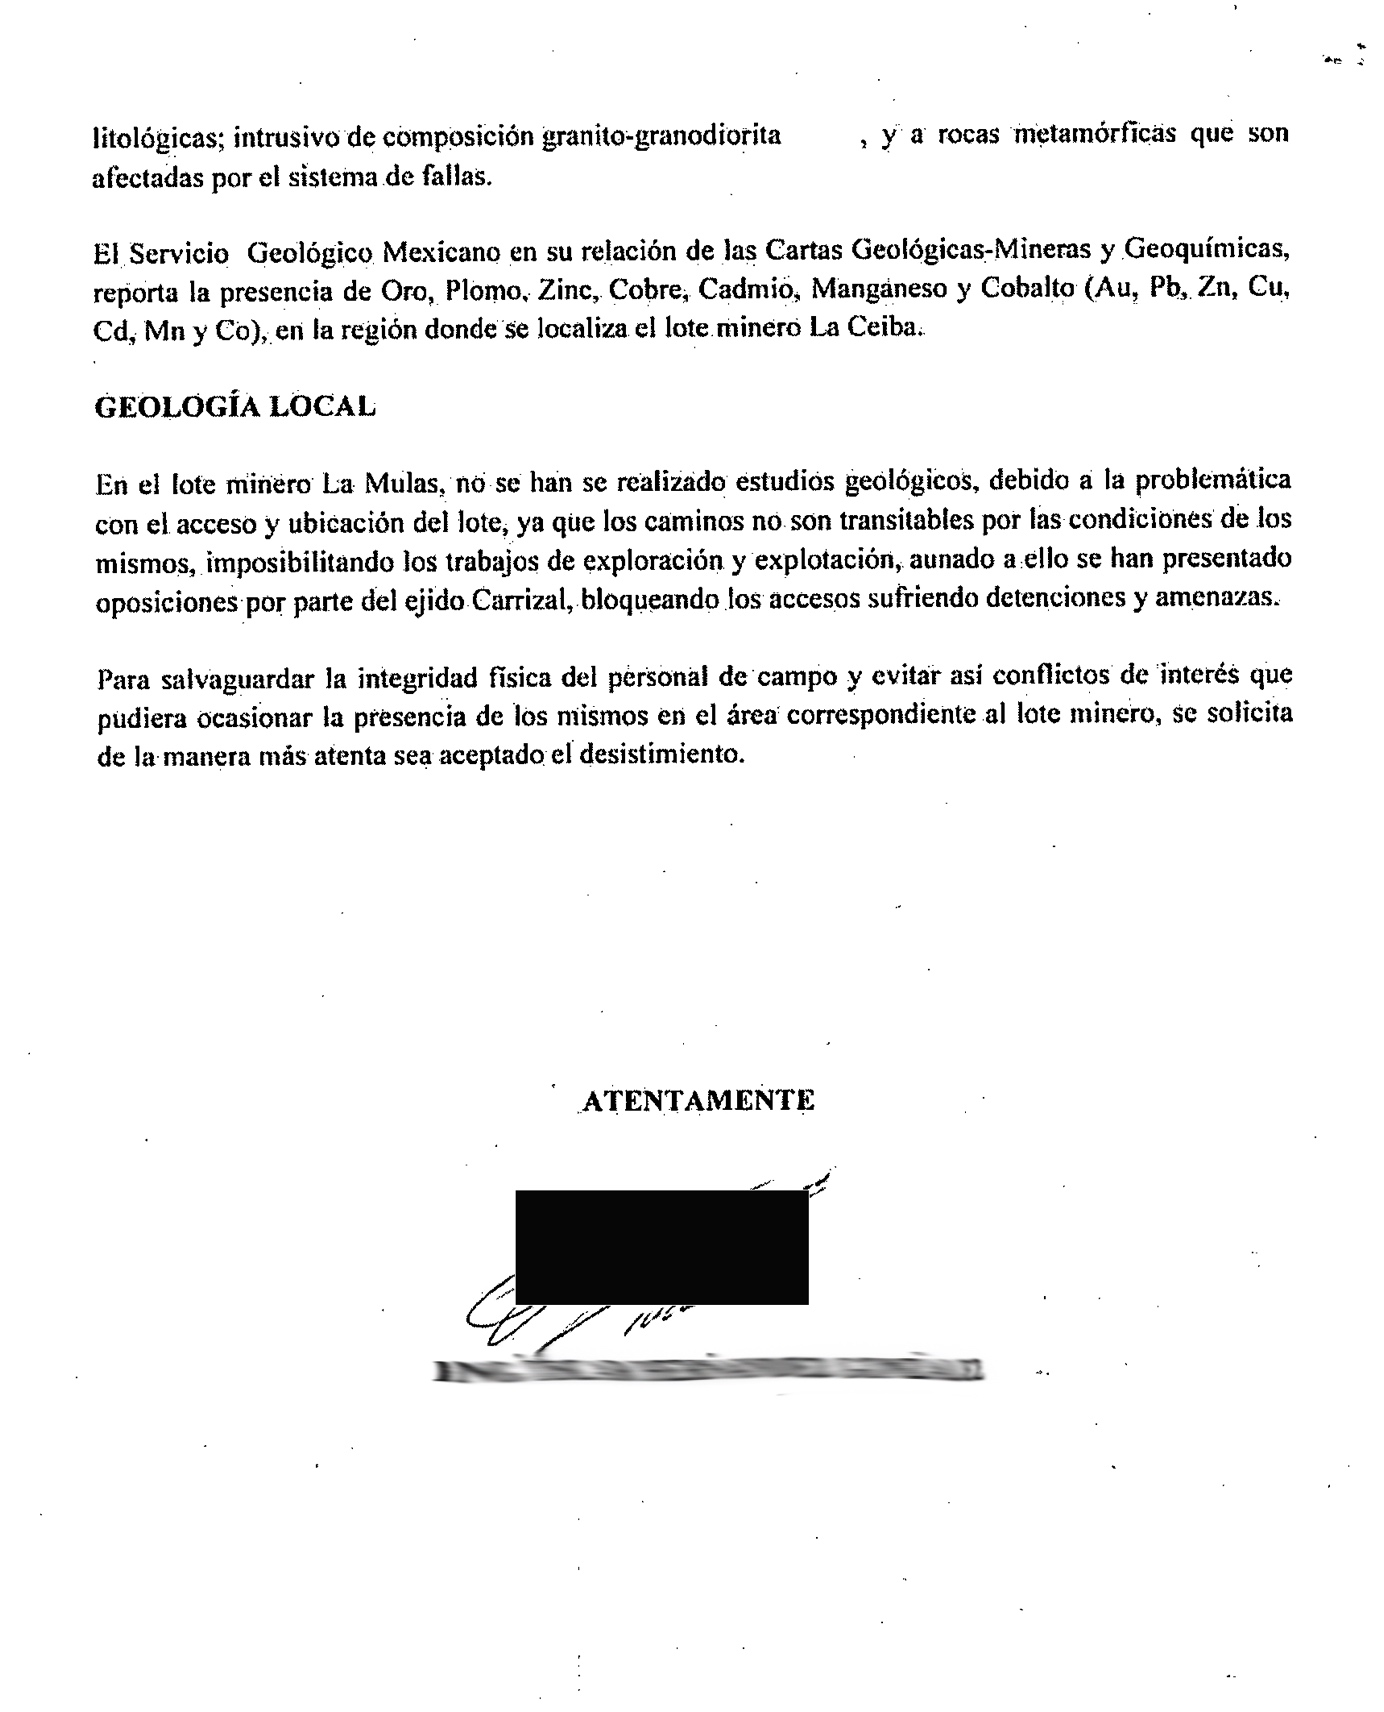 litológicas; intrusivo de composición granito-granodiorita , y a rocas metamórficas que son
afectadas por el sistema de fallas.
El Servicio Geológico Mexicano en su relación de las Cartas Geológicas-Mineras y Geoquímicas,
reporta la presencia de Oro, Plomo, Zinc, Cobre, Cadmio, Manganeso y Cobalto (Au, Pb, Zn, Cu,
Cd, Mn y Co), en la región donde se localiza el lote minero La Ceiba.
GEOLOGÍA LOCAL
En el lote minero La Mulas, no se han se realizado estudios geológicos, debido a la problemática
con el acceso y ubicación del lote, ya que los caminos no son transitables por las condiciones de los
mismos, imposibilitando los trabajos de exploración y explotación, aunado a ello se han presentado
oposiciones por parte del ejido Carrizal, bloqueando los accesos sufriendo detenciones y amenazas.
Para salvaguardar la integridad física del personal de campo y evitar así conflictos de interés que
pudiera ocasionar la presencia de los mismos en el área correspondiente al lote minero, se solicita
de la manera más atenta sea aceptado el desistimiento.
ATENTAMENTE